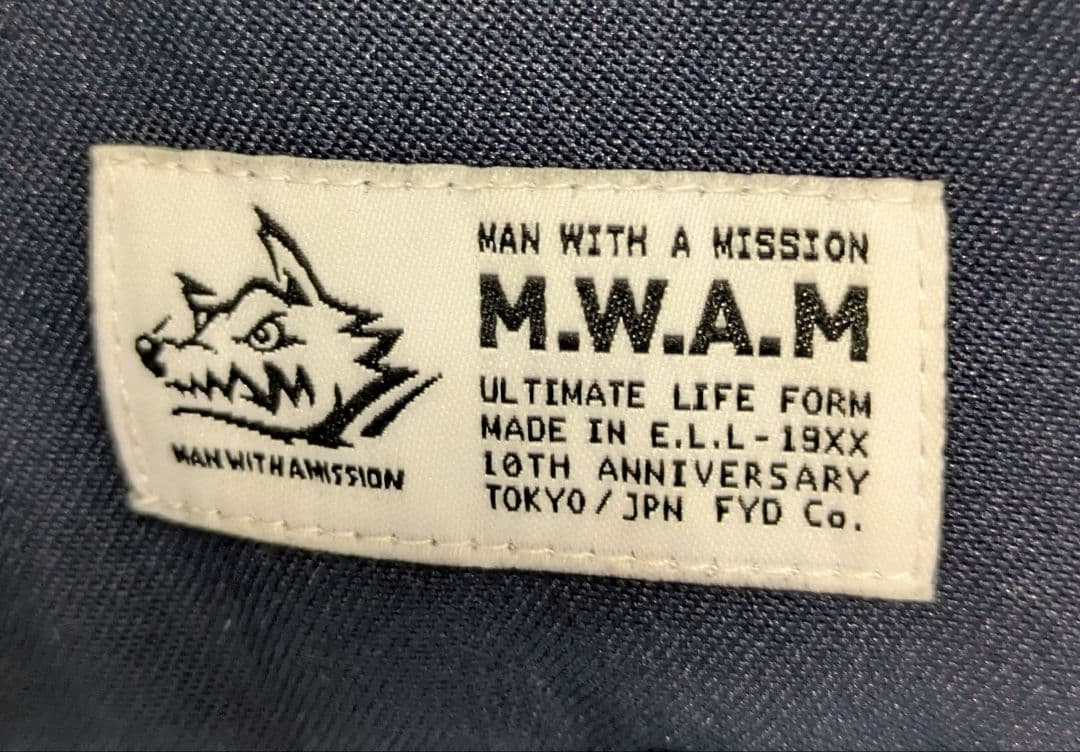 MAN WITH A MISSION
MAN WITH A MISSION
M.W.A.M
ULTIMATE LIFE FORM
MADE IN E.L.L-19XX
10TH ANNIVERSARY
TOKYO/JPN FYD Co.